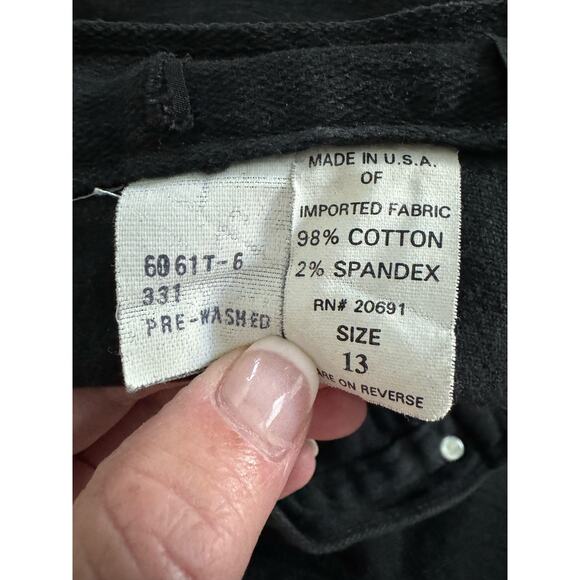 6061T-6
331
PRE-WASHED
MADE IN U.S.A.
OF
IMPORTED FABRIC
98% COTTON
2% SPANDEX
RN# 20691
SIZE
13
ARE ON REVERSE